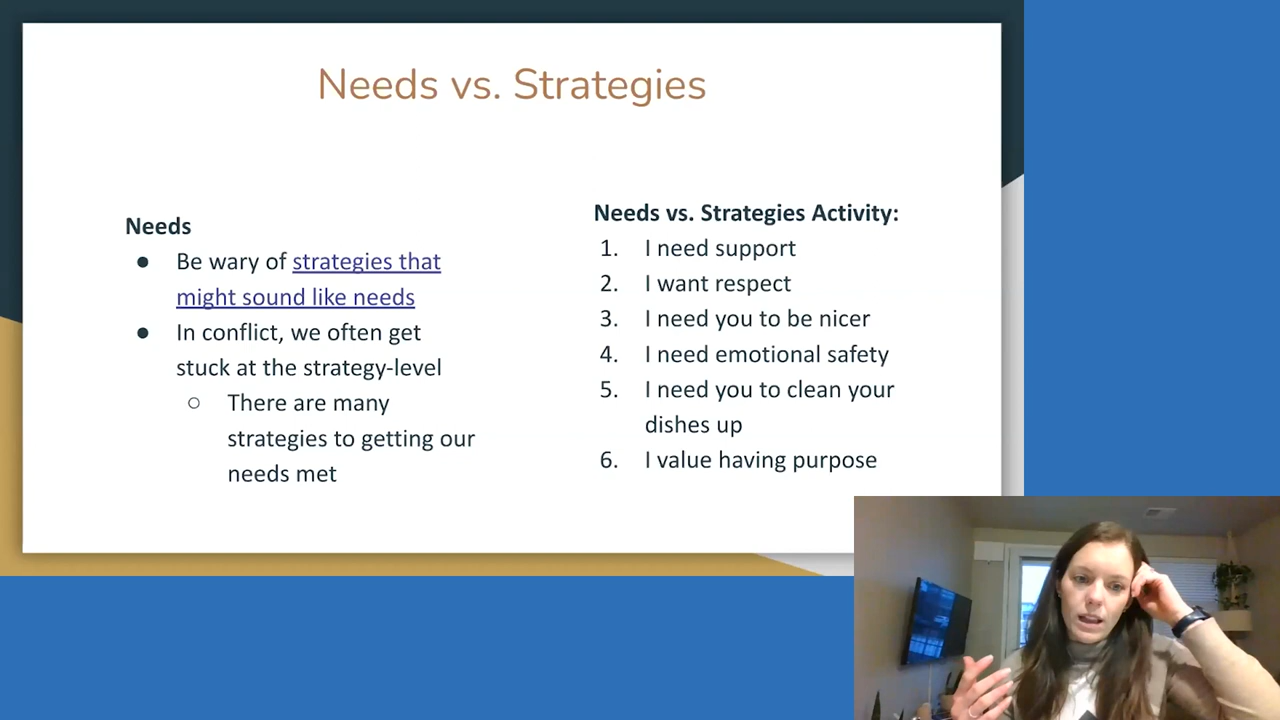 Needs vs. Strategies
Needs
● Be wary of strategies that
might sound like needs
● In conflict, we often get
stuck at the strategy-level
○ There are many
strategies to getting our
needs met
Needs vs. Strategies Activity:
1. I need support
2. I want respect
3. I need you to be nicer
4. I need emotional safety
5. I need you to clean your
dishes up
6. I value having purpose